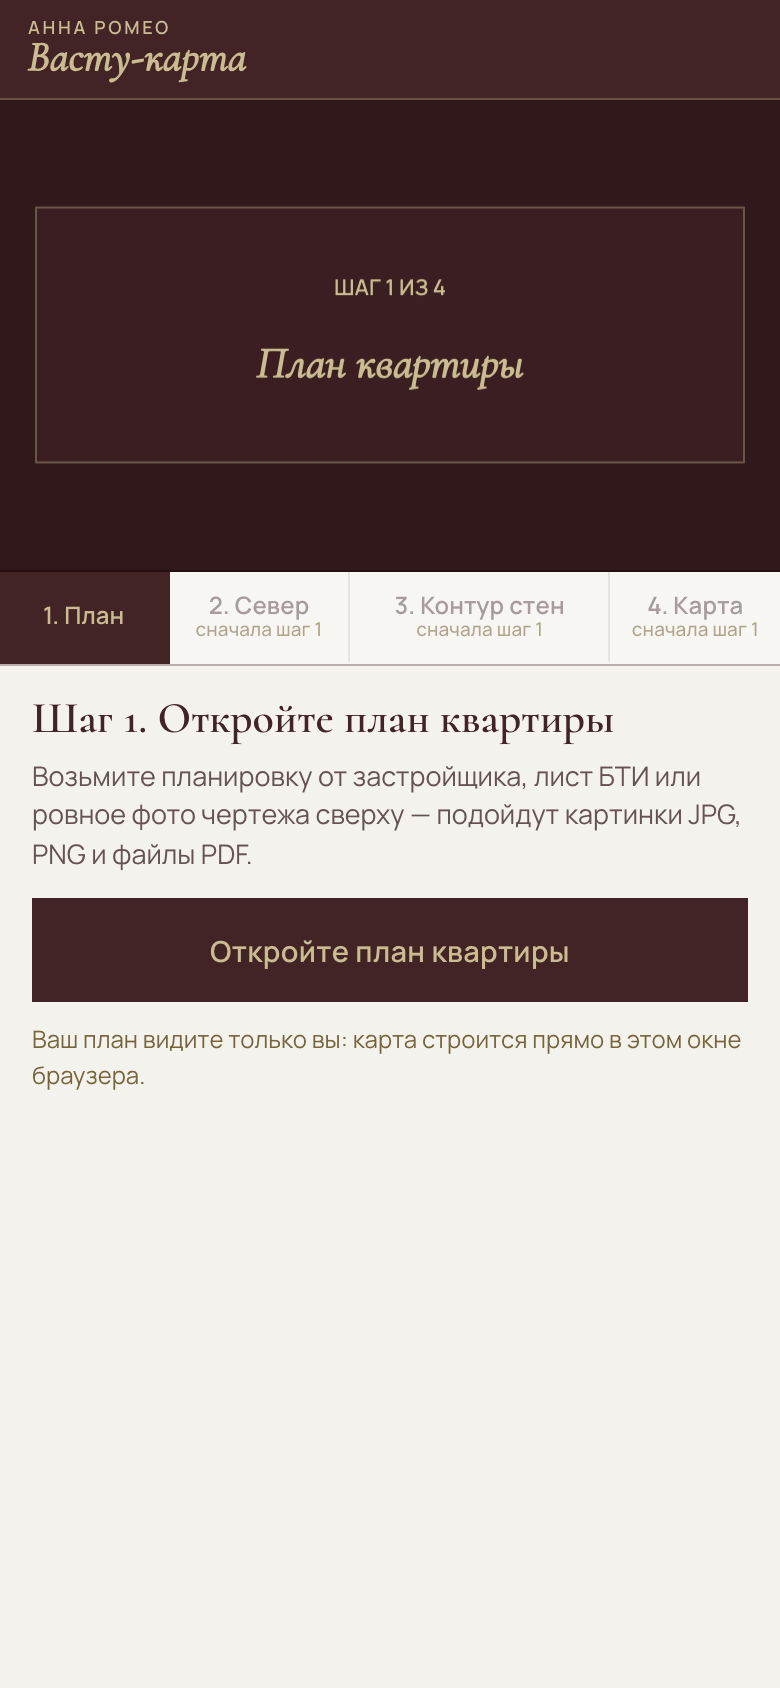 АННА РОМЕО
Васту-карта
ШАГ 1 ИЗ 4
План квартиры
1. План
2. Север
сначала шаг 1
3. Контур стен
сначала шаг 1
4. Карта
сначала шаг 1
Шаг 1. Откройте план квартиры
Возьмите планировку от застройщика, лист БТИ или
ровное фото чертежа сверху — подойдут картинки JPG,
PNG и файлы PDF.
Откройте план квартиры
Ваш план видите только вы: карта строится прямо в этом окне
браузера.